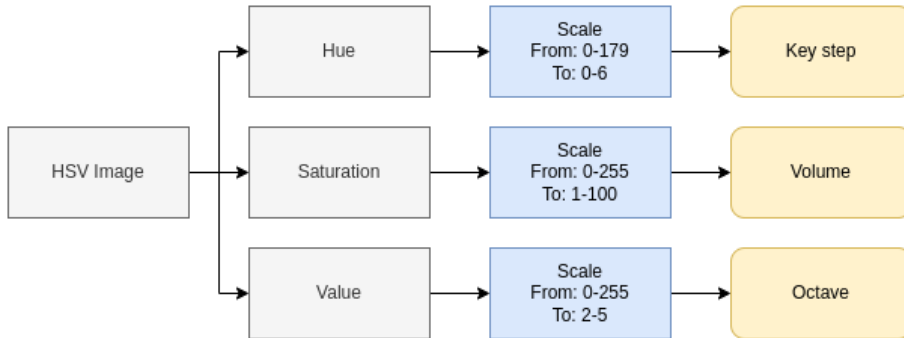 Hue
Scale
From: 0-179
To: 0-6
Key step
HSV Image
Saturation
Scale
From: 0-255
To: 1-100
Volume
Value
Scale
From: 0-255
To: 2-5
Octave